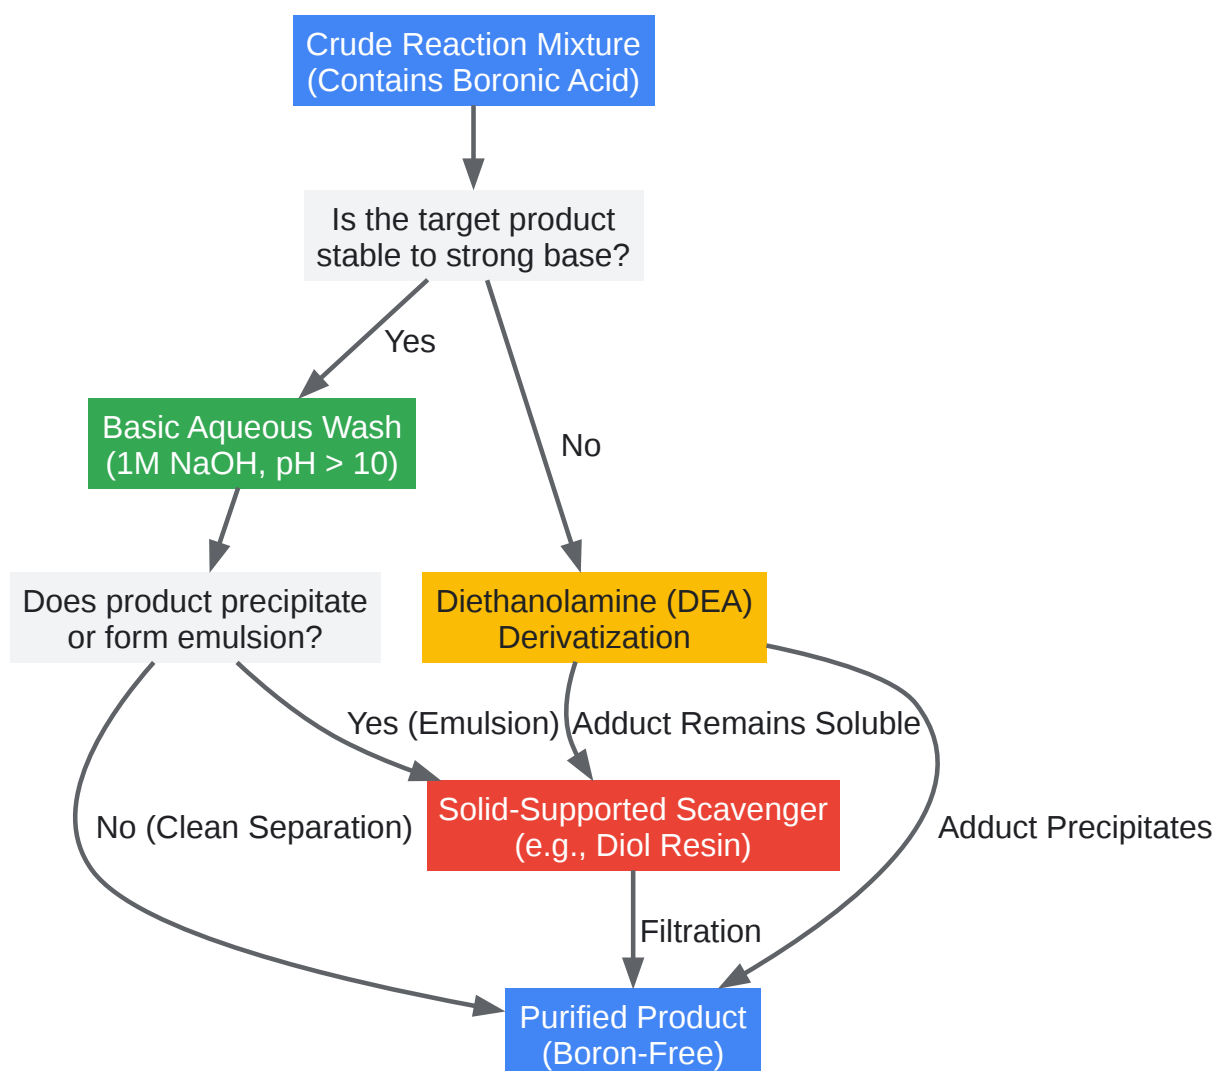 Crude Reaction Mixture
(Contains Boronic Acid)
Is the target product
stable to strong base?
Yes
No
Basic Aqueous Wash
(1M NaOH, pH > 10)
Does product precipitate
or form emulsion?
Diethanolamine (DEA)
Derivatization
Yes (Emulsion)
Adduct Remains Soluble
No (Clean Separation)
Solid-Supported Scavenger
(e.g., Diol Resin)
Adduct Precipitates
Filtration
Purified Product
(Boron-Free)